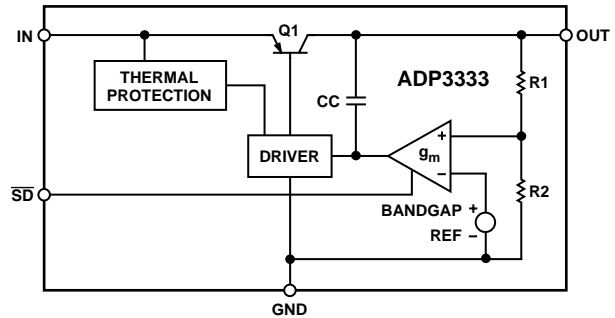 IN
Q1
OUT
THERMAL
PROTECTION
CC
ADP3333
R1
DRIVER
gm
+
−
R2
SD
BANDGAP +
REF −
GND